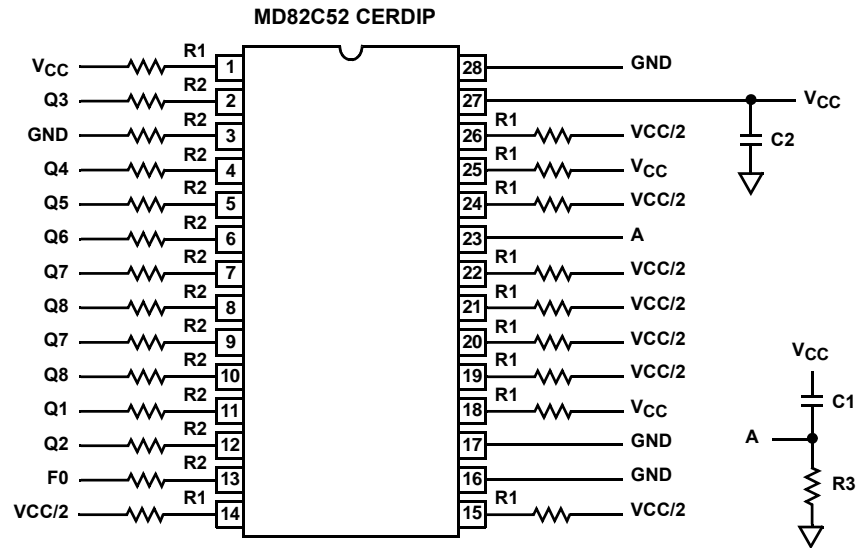 MD82C52 CERDIP
VCC R1 1 28 GND
Q3 R2 2 27 VCC
GND R2 3 26 R1 VCC/2
C2
Q4 R2 4 25 R1 VCC
Q5 R2 5 24 R1 VCC/2
Q6 R2 6 23 A
Q7 R2 7 22 R1 VCC/2
Q8 R2 8 21 R1 VCC/2
Q7 R2 9 20 R1 VCC/2
Q8 R2 10 19 R1 VCC/2
Q1 R2 11 18 R1 VCC
Q2 R2 12 17 GND
F0 R2 13 16 GND
VCC/2 R1 14 15 R1 VCC/2
VCC
C1
A
R3